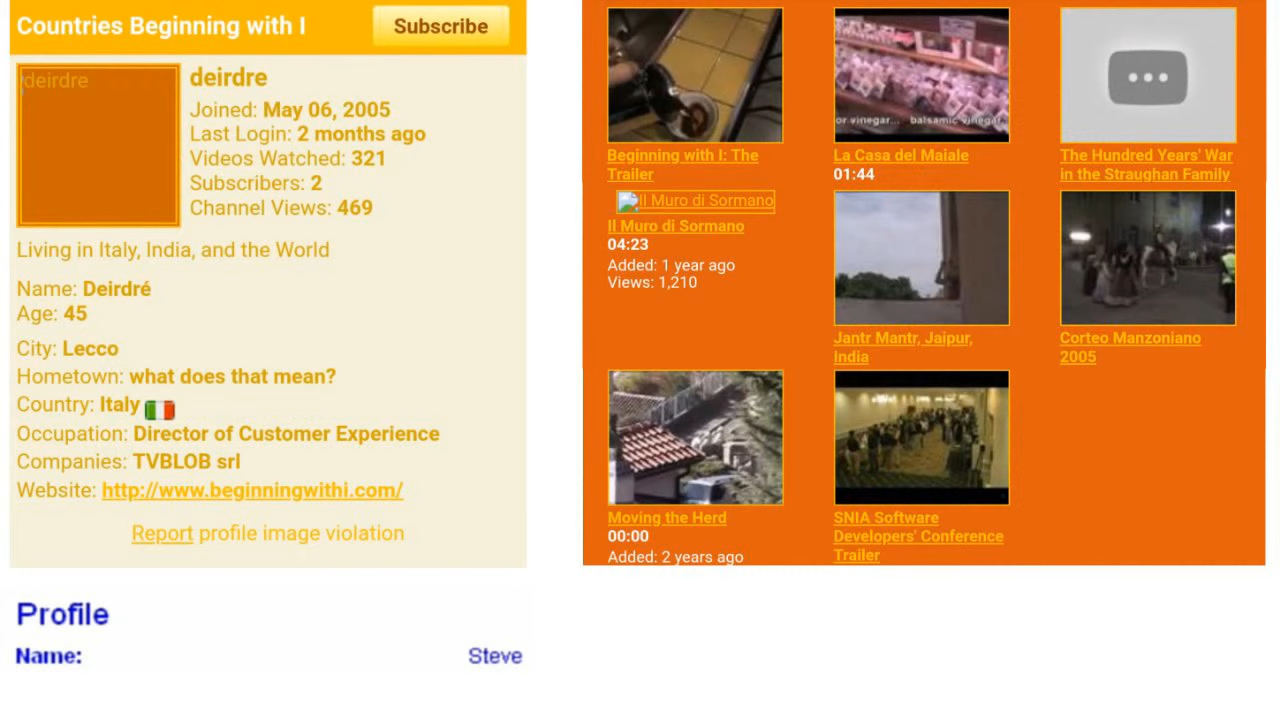 Countries Beginning with I
Subscribe
deirdre
deirdre
Joined: May 06, 2005
Last Login: 2 months ago
Videos Watched: 321
Subscribers: 2
Channel Views: 469
Living in Italy, India, and the World
Name: Deirdré
Age: 45
City: Lecco
Hometown: what does that mean?
Country: Italy
Occupation: Director of Customer Experience
Companies: TVBLOB srl
Website: http://www.beginningwithi.com/
Report profile image violation
Profile
Name: Steve
Beginning with I: The
Trailer
or vinegar... balsamic vinegar
La Casa del Maiale
01:44
The Hundred Years' War
in the Straughan Family
Il Muro di Sormano
Il Muro di Sormano
04:23
Added: 1 year ago
Views: 1,210
Jantr Mantr, Jaipur,
India
Corteo Manzoniano
2005
Moving the Herd
00:00
Added: 2 years ago
SNIA Software
Developers' Conference
Trailer